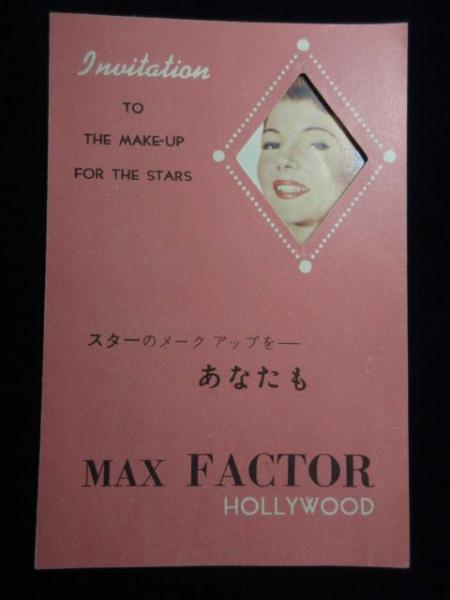 Invitation
TO
THE MAKE-UP
FOR THE STARS
スターのメークアップを—
あなたも
MAX FACTOR
HOLLYWOOD